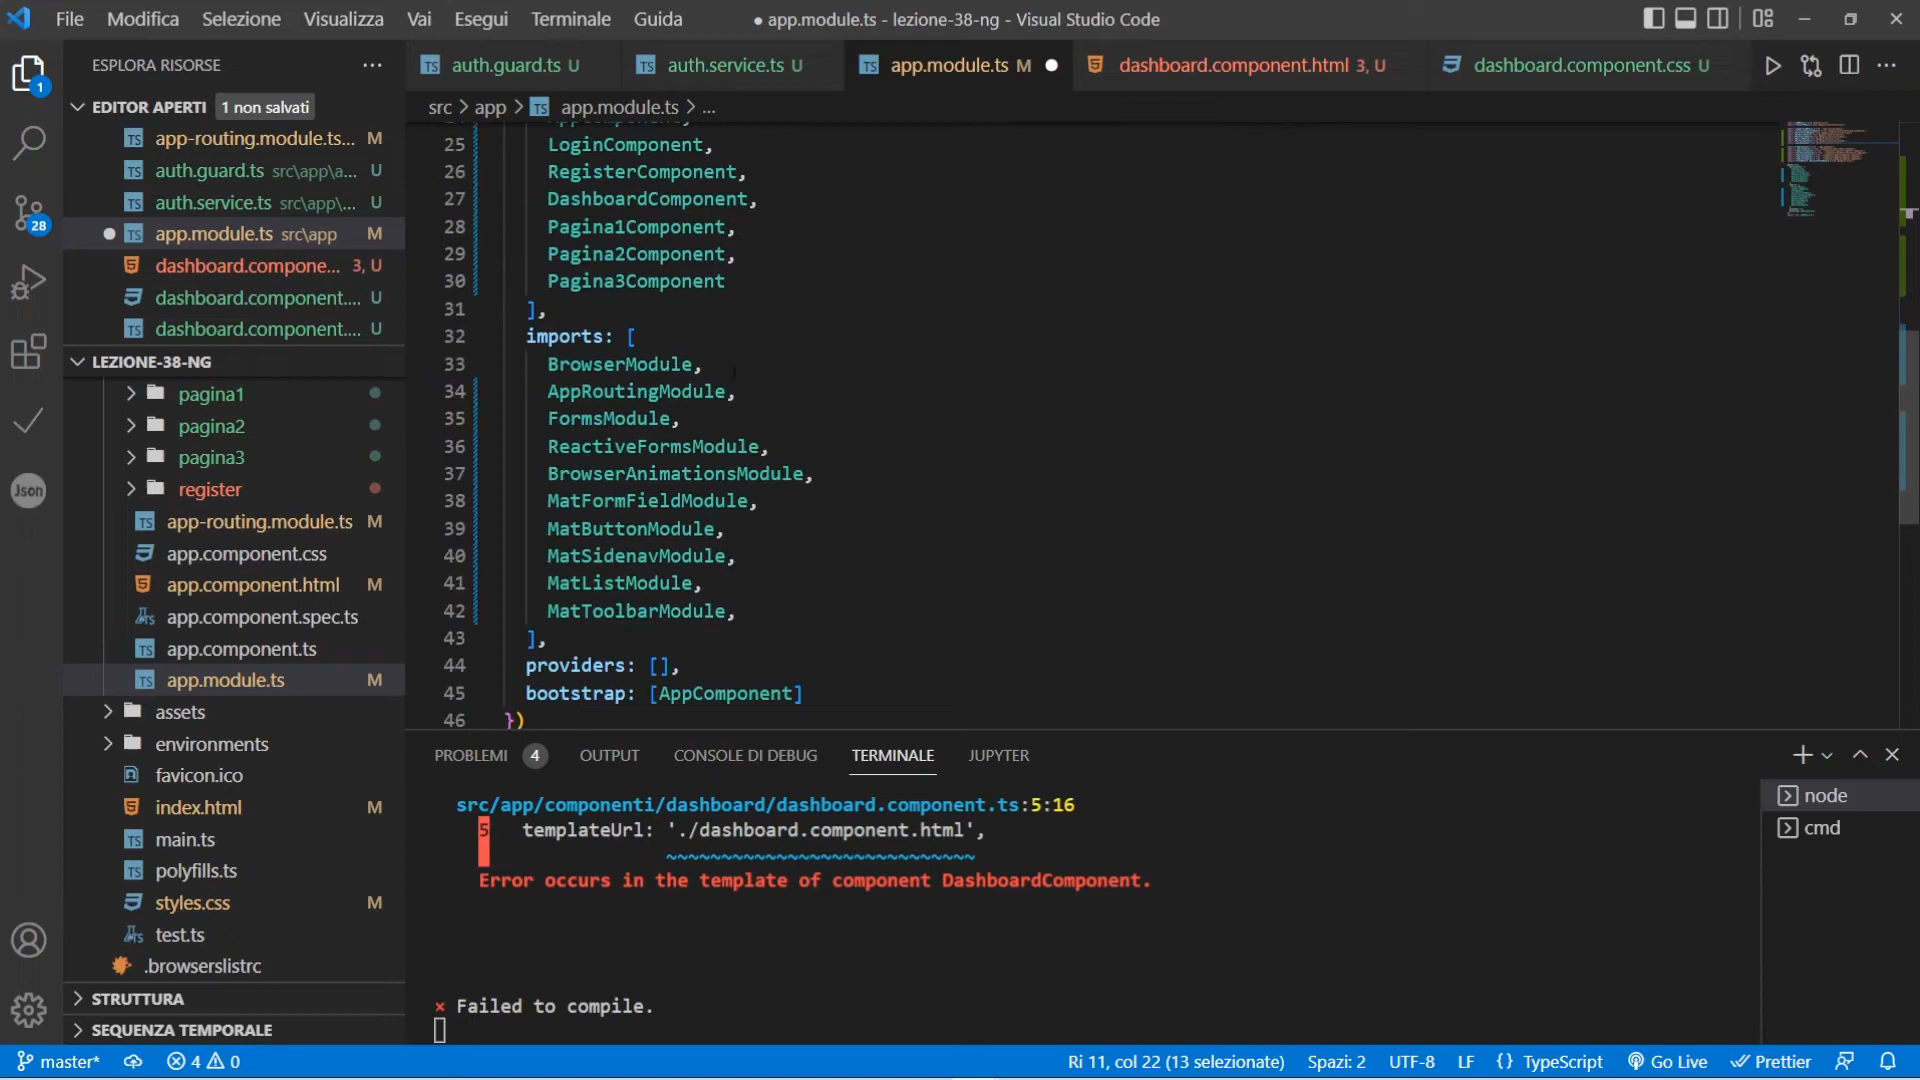 File Modifica Selezione Visualizza Vai Esegui Terminale Guida ● app.module.ts - lezione-38-ng - Visual Studio Code
ESPLORA RISORSE ...
EDITOR APERTI 1 non salvati
app-routing.module.ts... M
auth.guard.ts src\app\a... U
auth.service.ts src\app\... U
app.module.ts src\app M
dashboard.compone... 3, U
dashboard.component.... U
dashboard.component.... U
LEZIONE-38-NG
pagina1
pagina2
pagina3
register
app-routing.module.ts M
app.component.css
app.component.html M
app.component.spec.ts
app.component.ts
app.module.ts M
assets
environments
favicon.ico
index.html M
main.ts
polyfills.ts
styles.css M
test.ts
.browserslistrc
STRUTTURA
SEQUENZA TEMPORALE
1
28
Json
auth.guard.ts U auth.service.ts U app.module.ts M dashboard.component.html 3, U dashboard.component.css U
src > app > app.module.ts > ...
25 LoginComponent,
26 RegisterComponent,
27 DashboardComponent,
28 Pagina1Component,
29 Pagina2Component,
30 Pagina3Component
31 ],
32 imports: [
33 BrowserModule,
34 AppRoutingModule,
35 FormsModule,
36 ReactiveFormsModule,
37 BrowserAnimationsModule,
38 MatFormFieldModule,
39 MatButtonModule,
40 MatSidenavModule,
41 MatListModule,
42 MatToolbarModule,
43 ],
44 providers: [],
45 bootstrap: [AppComponent]
46 })
PROBLEMI 4 OUTPUT CONSOLE DI DEBUG TERMINALE JUPYTER
src/app/componenti/dashboard/dashboard.component.ts:5:16
5 templateUrl: './dashboard.component.html',
~~~~~~~~~~~~~~~~~~~~~~~~~~~~
Error occurs in the template of component DashboardComponent.
× Failed to compile.
node
cmd
master* 4 0 Ri 11, col 22 (13 selezionate) Spazi: 2 UTF-8 LF {} TypeScript Go Live Prettier